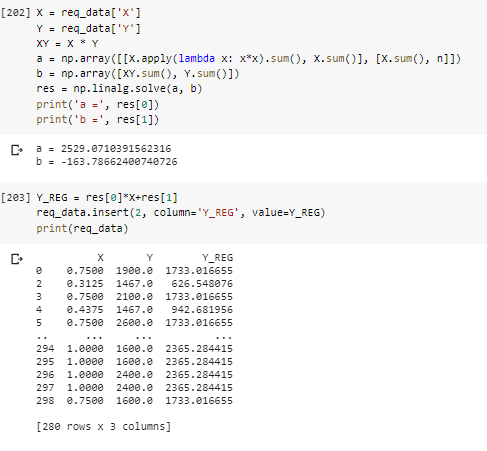 [202] X = req_data['X']
Y = req_data['Y']
XY = X * Y
a = np.array([[X.apply(lambda x: x*x).sum(), X.sum()], [X.sum(), n]])
b = np.array([XY.sum(), Y.sum()])
res = np.linalg.solve(a, b)
print('a =', res[0])
print('b =', res[1])
a = 2529.0710391562316
b = -163.78662400740726
[203] Y_REG = res[0]*X+res[1]
req_data.insert(2, column='Y_REG', value=Y_REG)
print(req_data)
X Y Y_REG
0 0.7500 1900.0 1733.016655
2 0.3125 1467.0 626.548076
3 0.7500 2100.0 1733.016655
4 0.4375 1467.0 942.681956
5 0.7500 2600.0 1733.016655
.. ... ... ...
294 1.0000 1600.0 2365.284415
295 1.0000 1600.0 2365.284415
296 1.0000 2400.0 2365.284415
297 1.0000 2400.0 2365.284415
298 0.7500 1600.0 1733.016655
[280 rows x 3 columns]